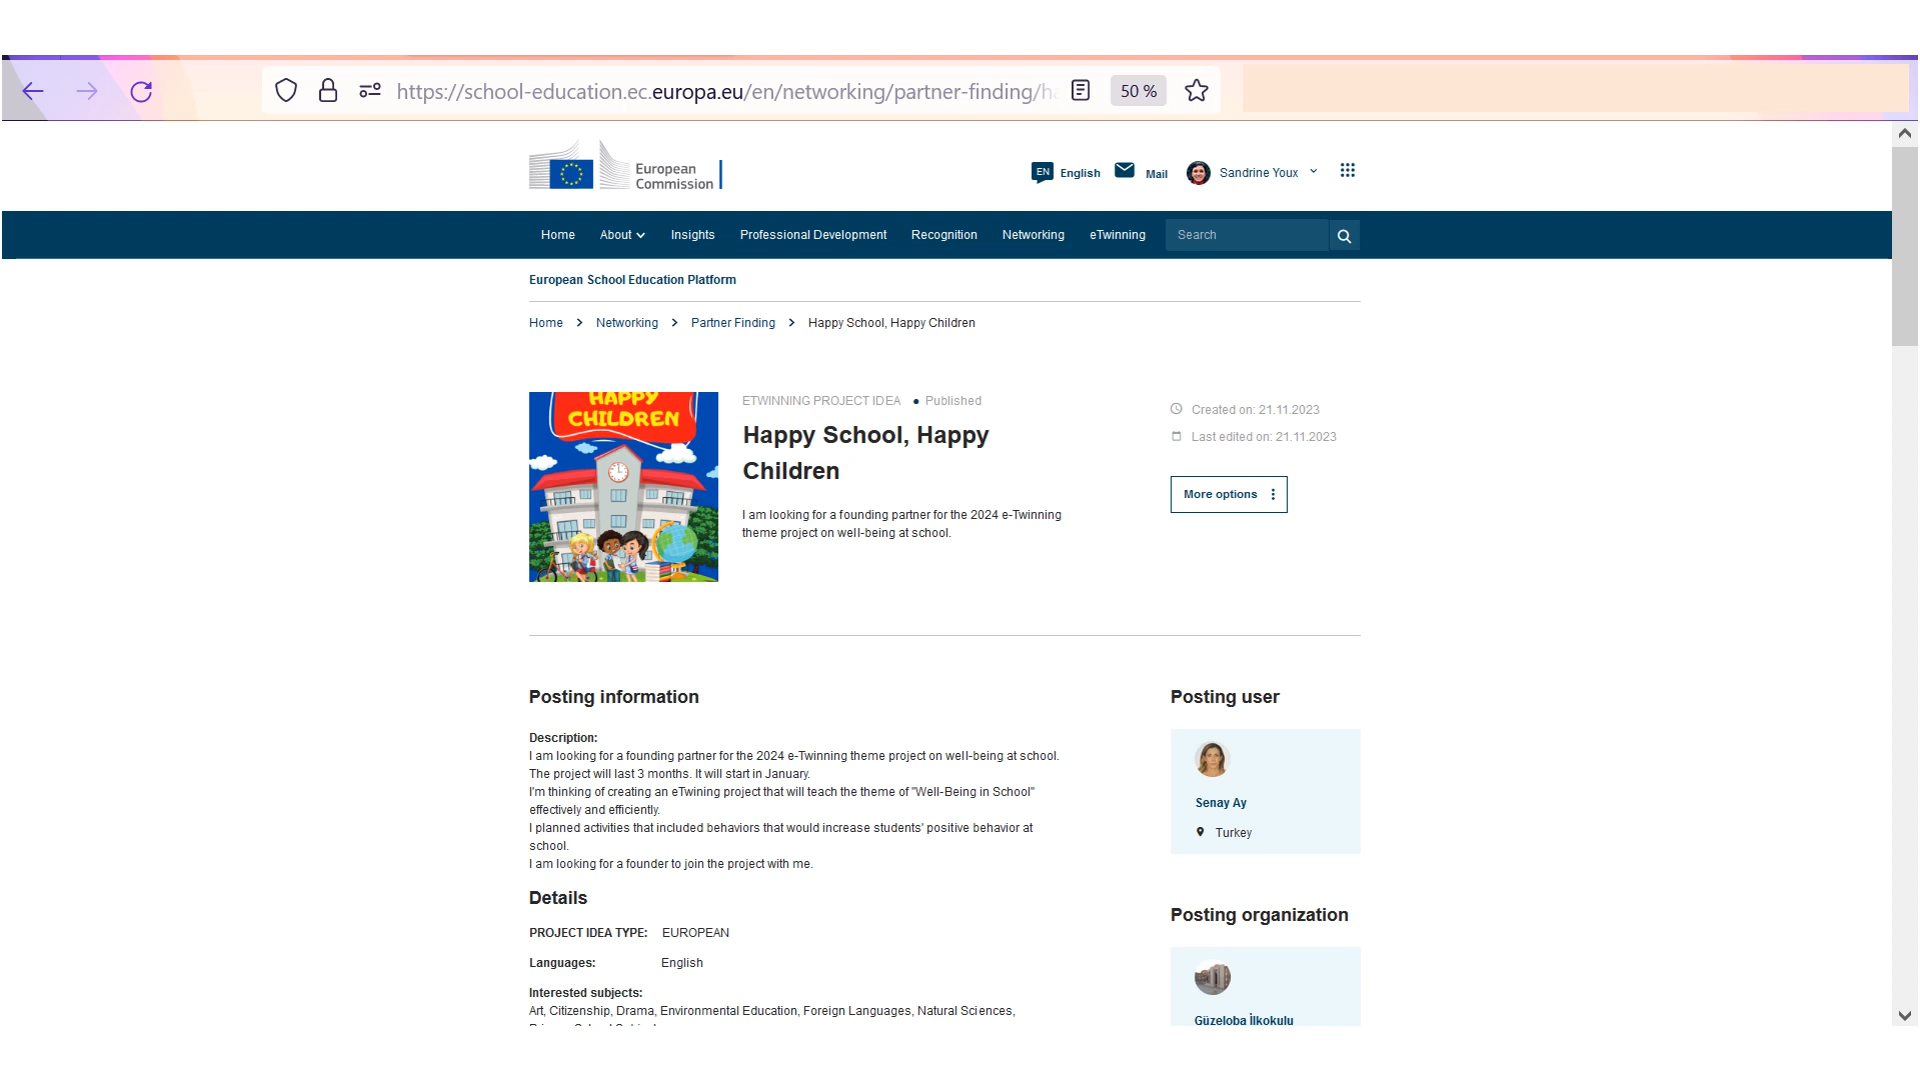 https://school-education.ec.europa.eu/en/networking/partner-finding/ha
50 %
European
Commission
EN English
Mail
Sandrine Youx
Home
About
Insights
Professional Development
Recognition
Networking
eTwinning
Search
European School Education Platform
Home > Networking > Partner Finding > Happy School, Happy Children
HAPPY
CHILDREN
ETWINNING PROJECT IDEA • Published
Happy School, Happy
Children
I am looking for a founding partner for the 2024 e-Twinning
theme project on well-being at school.
Created on: 21.11.2023
Last edited on: 21.11.2023
More options
Posting information
Description:
I am looking for a founding partner for the 2024 e-Twinning theme project on well-being at school.
The project will last 3 months. It will start in January.
I'm thinking of creating an eTwining project that will teach the theme of "Well-Being in School"
effectively and efficiently.
I planned activities that included behaviors that would increase students' positive behavior at
school.
I am looking for a founder to join the project with me.
Details
PROJECT IDEA TYPE: EUROPEAN
Languages: English
Interested subjects:
Art, Citizenship, Drama, Environmental Education, Foreign Languages, Natural Sciences,
Posting user
Senay Ay
Turkey
Posting organization
Güzeloba İlkokulu